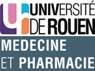 UNIVERSITÉ
DE ROUEN
MEDECINE
ET PHARMACIE